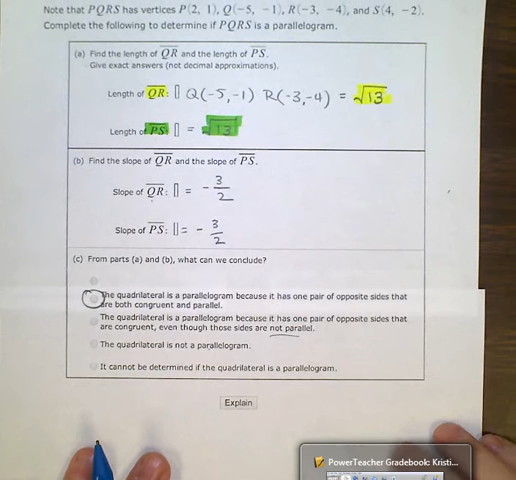 Note that PQRS has vertices P(2, 1), Q(−5, −1), R(−3, −4), and S(4, −2).
Complete the following to determine if PQRS is a parallelogram.
(a) Find the length of QR and the length of PS.
Give exact answers (not decimal approximations).
Length of QR: [] Q(-5,-1) R(-3,-4) = √13
Length of PS: [] = √13
(b) Find the slope of QR and the slope of PS.
Slope of QR: [] = - 3/2
Slope of PS: [] = - 3/2
(c) From parts (a) and (b), what can we conclude?
The quadrilateral is a parallelogram because it has one pair of opposite sides that
are both congruent and parallel.
The quadrilateral is a parallelogram because it has one pair of opposite sides that
are congruent, even though those sides are not parallel.
The quadrilateral is not a parallelogram.
It cannot be determined if the quadrilateral is a parallelogram.
Explain
PowerTeacher Gradebook: Kristi...